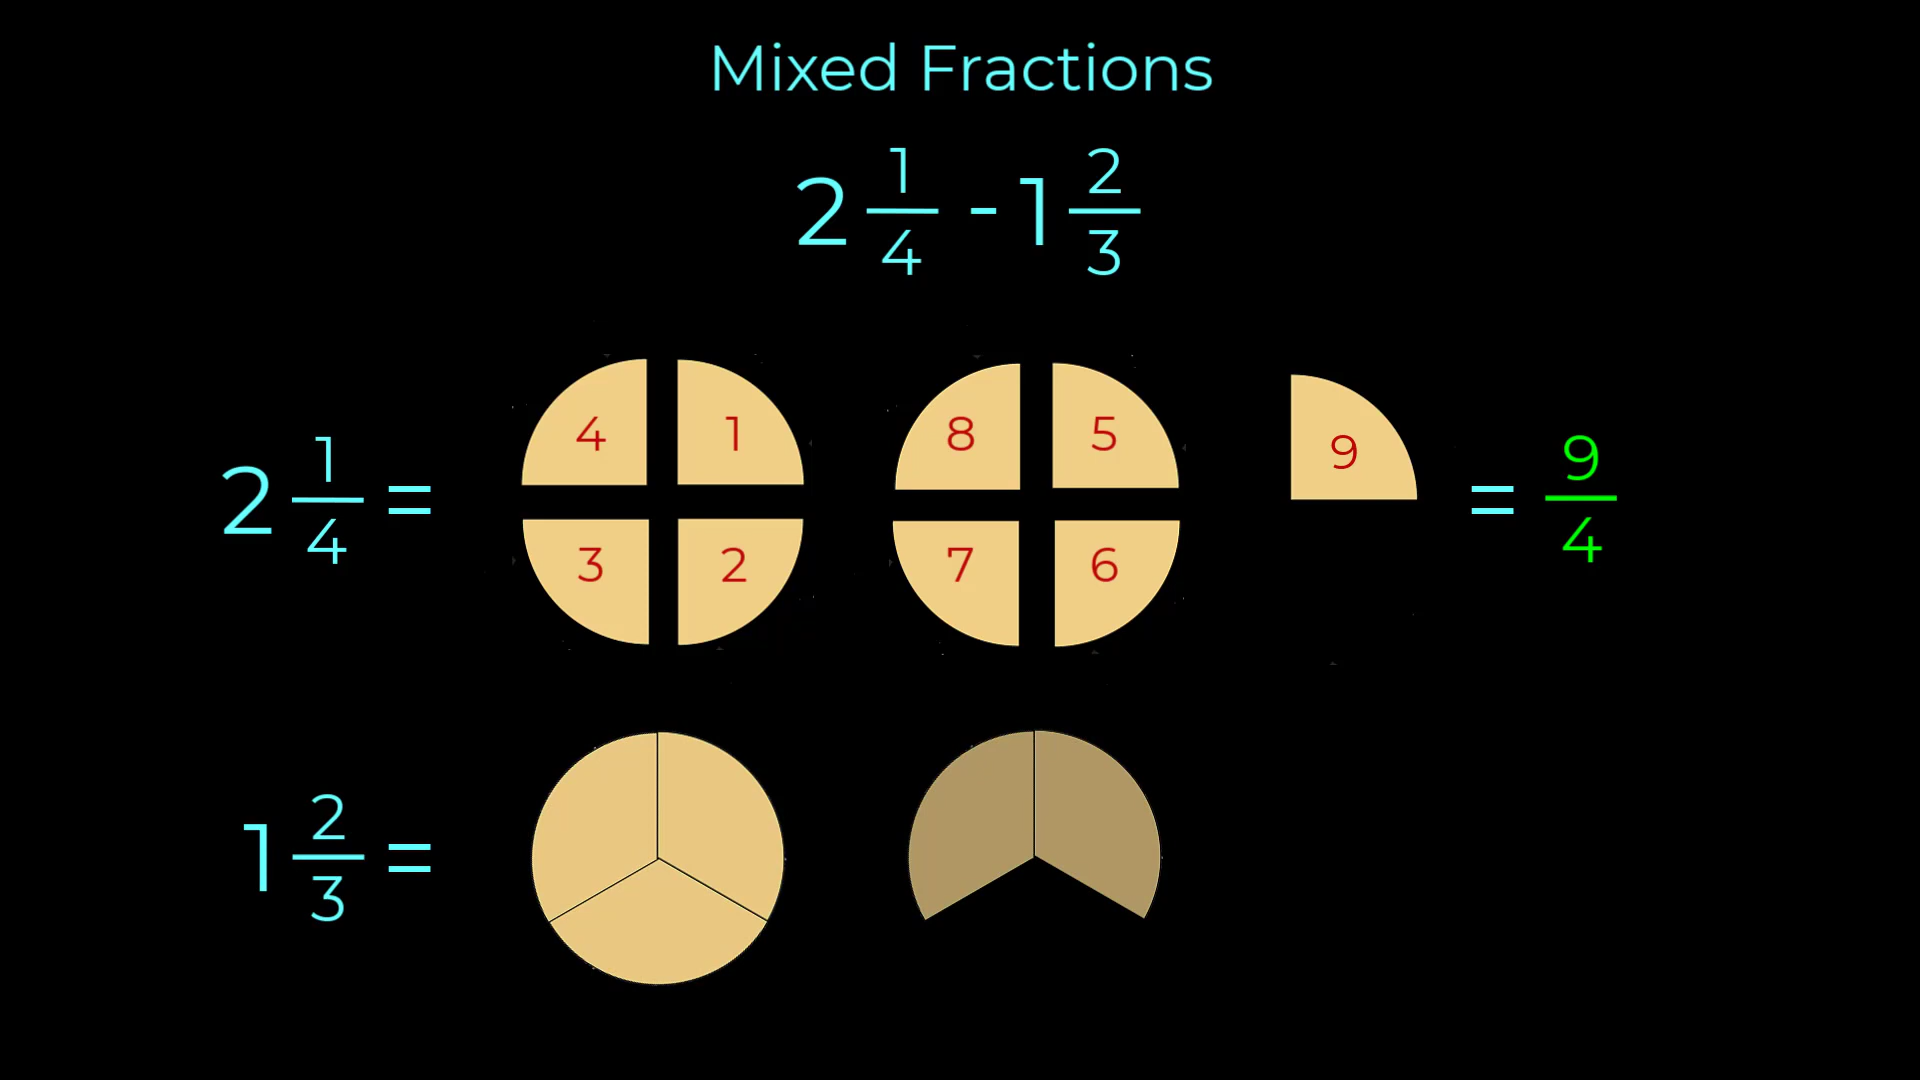 Mixed Fractions
2 1/4 - 1 2/3
2 1/4 = 4 1 8 5 9 = 9/4
3 2 7 6
1 2/3 =